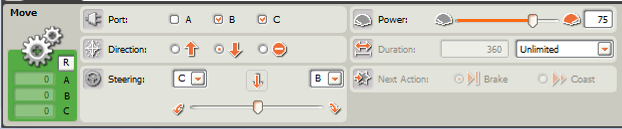 Move
Port: A B C
Power: 75
Direction:
Duration: 360 Unlimited
Steering: C B
Next Action: Brake Coast
R
0 A
0 B
0 C